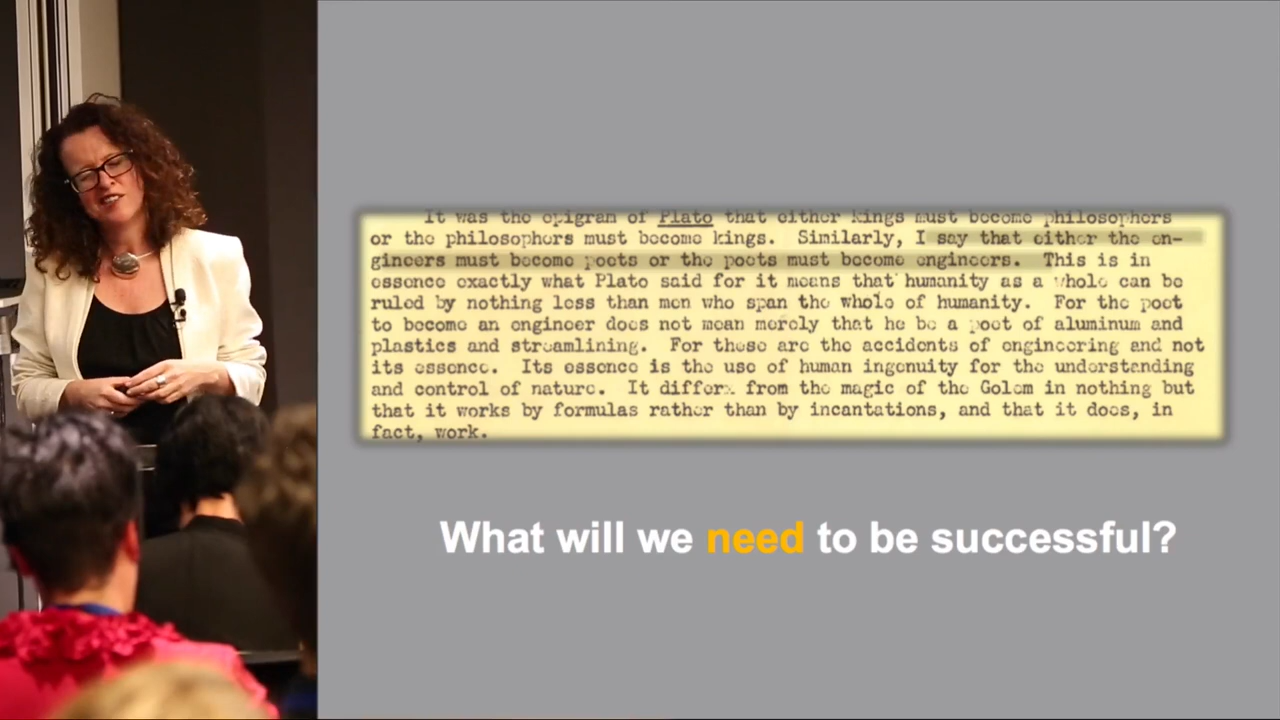 It was the epigram of Plato that either kings must become philosophers
or the philosophers must become kings. Similarly, I say that either the en-
gineers must become poets or the poets must become engineers. This is in
essence exactly what Plato said for it means that humanity as a whole can be
ruled by nothing less than men who span the whole of humanity. For the poet
to become an engineer does not mean merely that he be a poet of aluminum and
plastics and streamlining. For these are the accidents of engineering and not
its essence. Its essence is the use of human ingenuity for the understanding
and control of nature. It differs from the magic of the Golem in nothing but
that it works by formulas rather than by incantations, and that it does, in
fact, work.
What will we need to be successful?